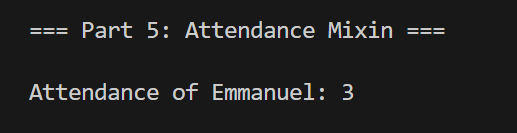 === Part 5: Attendance Mixin ===
Attendance of Emmanuel: 3